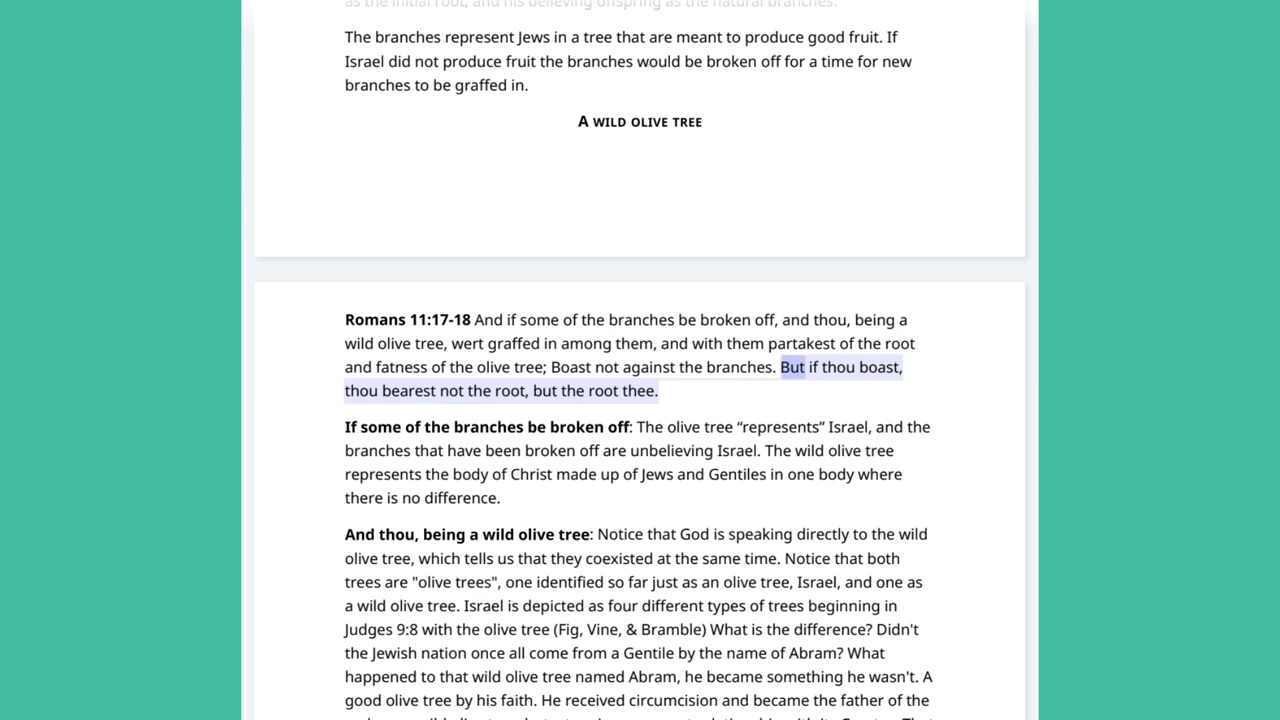 as the initial root, and his believing offspring as the natural branches.
The branches represent Jews in a tree that are meant to produce good fruit. If
Israel did not produce fruit the branches would be broken off for a time for new
branches to be graffed in.
A WILD OLIVE TREE
Romans 11:17-18 And if some of the branches be broken off, and thou, being a
wild olive tree, wert graffed in among them, and with them partakest of the root
and fatness of the olive tree; Boast not against the branches. But if thou boast,
thou bearest not the root, but the root thee.
If some of the branches be broken off: The olive tree “represents” Israel, and the
branches that have been broken off are unbelieving Israel. The wild olive tree
represents the body of Christ made up of Jews and Gentiles in one body where
there is no difference.
And thou, being a wild olive tree: Notice that God is speaking directly to the wild
olive tree, which tells us that they coexisted at the same time. Notice that both
trees are "olive trees", one identified so far just as an olive tree, Israel, and one as
a wild olive tree. Israel is depicted as four different types of trees beginning in
Judges 9:8 with the olive tree (Fig, Vine, & Bramble) What is the difference? Didn't
the Jewish nation once all come from a Gentile by the name of Abram? What
happened to that wild olive tree named Abram, he became something he wasn't. A
good olive tree by his faith. He received circumcision and became the father of the